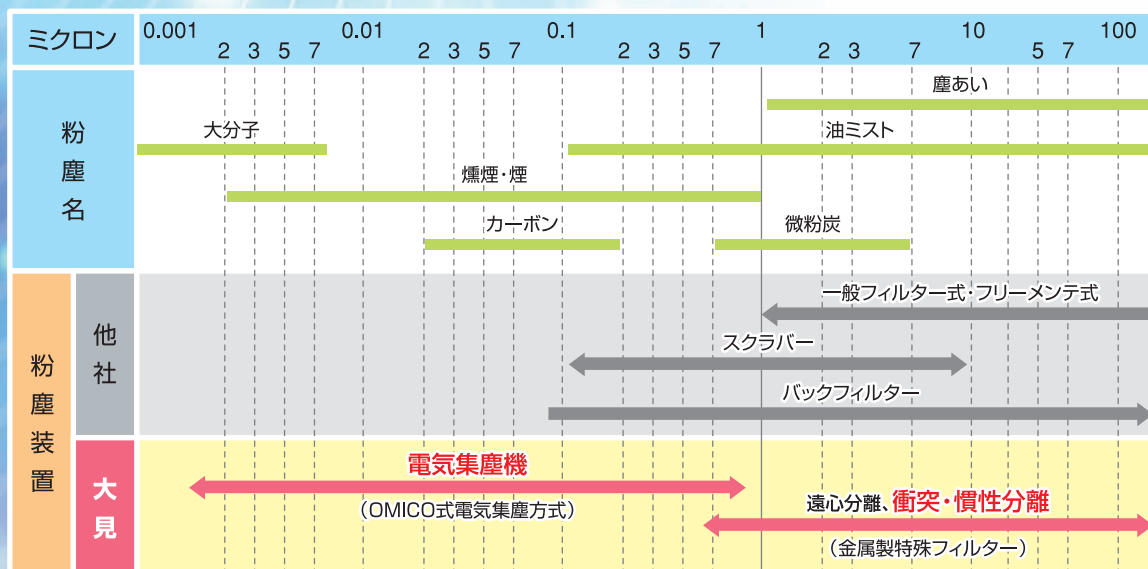 ミクロン
0.001 0.01 0.1 1 10 100
2 3 5 7 2 3 5 7 2 3 5 7 2 3 7 5 7
粉塵名
塵あい
大分子 油ミスト
燻煙・煙
カーボン 微粉炭
粉塵装置
他社
一般フィルター式・フリーメンテ式
スクラバー
バックフィルター
大見
電気集塵機
(OMICO式電気集塵方式)
遠心分離、衝突・慣性分離
(金属製特殊フィルター)